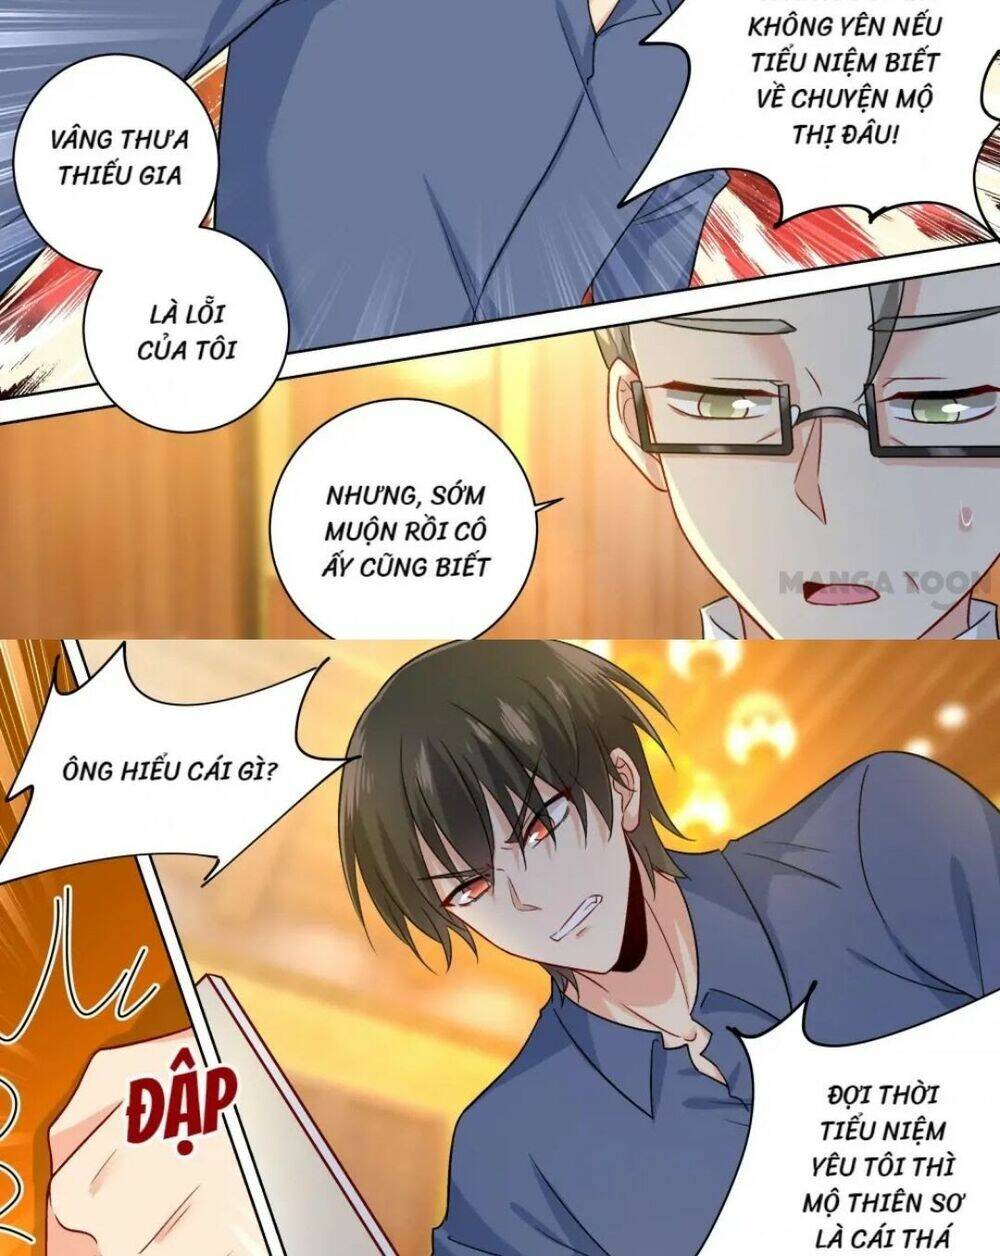 KHÔNG YÊN NẾU
TIỂU NIỆM BIẾT
VỀ CHUYỆN MỘ
THỊ ĐÂU!
VÂNG THƯA
THIẾU GIA
LÀ LỖI
CỦA TÔI
NHƯNG, SỚM
MUỘN RỒI CÔ
ẤY CŨNG BIẾT
MANGA TOON
ÔNG HIỂU CÁI GÌ?
ĐẬP
ĐỢI THỜI
TIỂU NIỆM
YÊU TÔI THÌ
MỘ THIÊN SƠ
LÀ CÁI THÁ